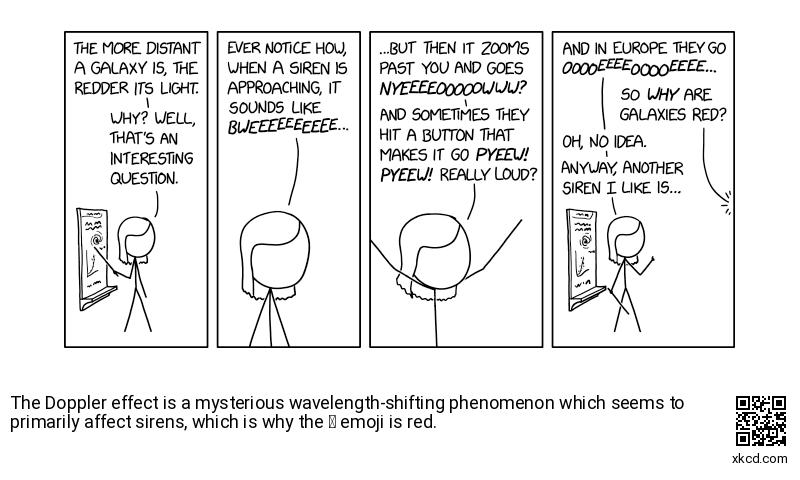 THE MORE DISTANT
A GALAXY IS, THE
REDDER ITS LIGHT.
WHY? WELL,
THAT'S AN
INTERESTING
QUESTION.
EVER NOTICE HOW,
WHEN A SIREN IS
APPROACHING, IT
SOUNDS LIKE
BWEEEEEEEEEE...
...BUT THEN IT ZOOMS
PAST YOU AND GOES
NYEEEEOOOOOWWW?
AND SOMETIMES THEY
HIT A BUTTON THAT
MAKES IT GO PYEEW!
PYEEW! REALLY LOUD?
AND IN EUROPE THEY GO
OOOOEEEEOOOOEEEE...
SO WHY ARE
GALAXIES RED?
OH, NO IDEA.
ANYWAY, ANOTHER
SIREN I LIKE IS...
The Doppler effect is a mysterious wavelength-shifting phenomenon which seems to
primarily affect sirens, which is why the emoji is red.
xkcd.com